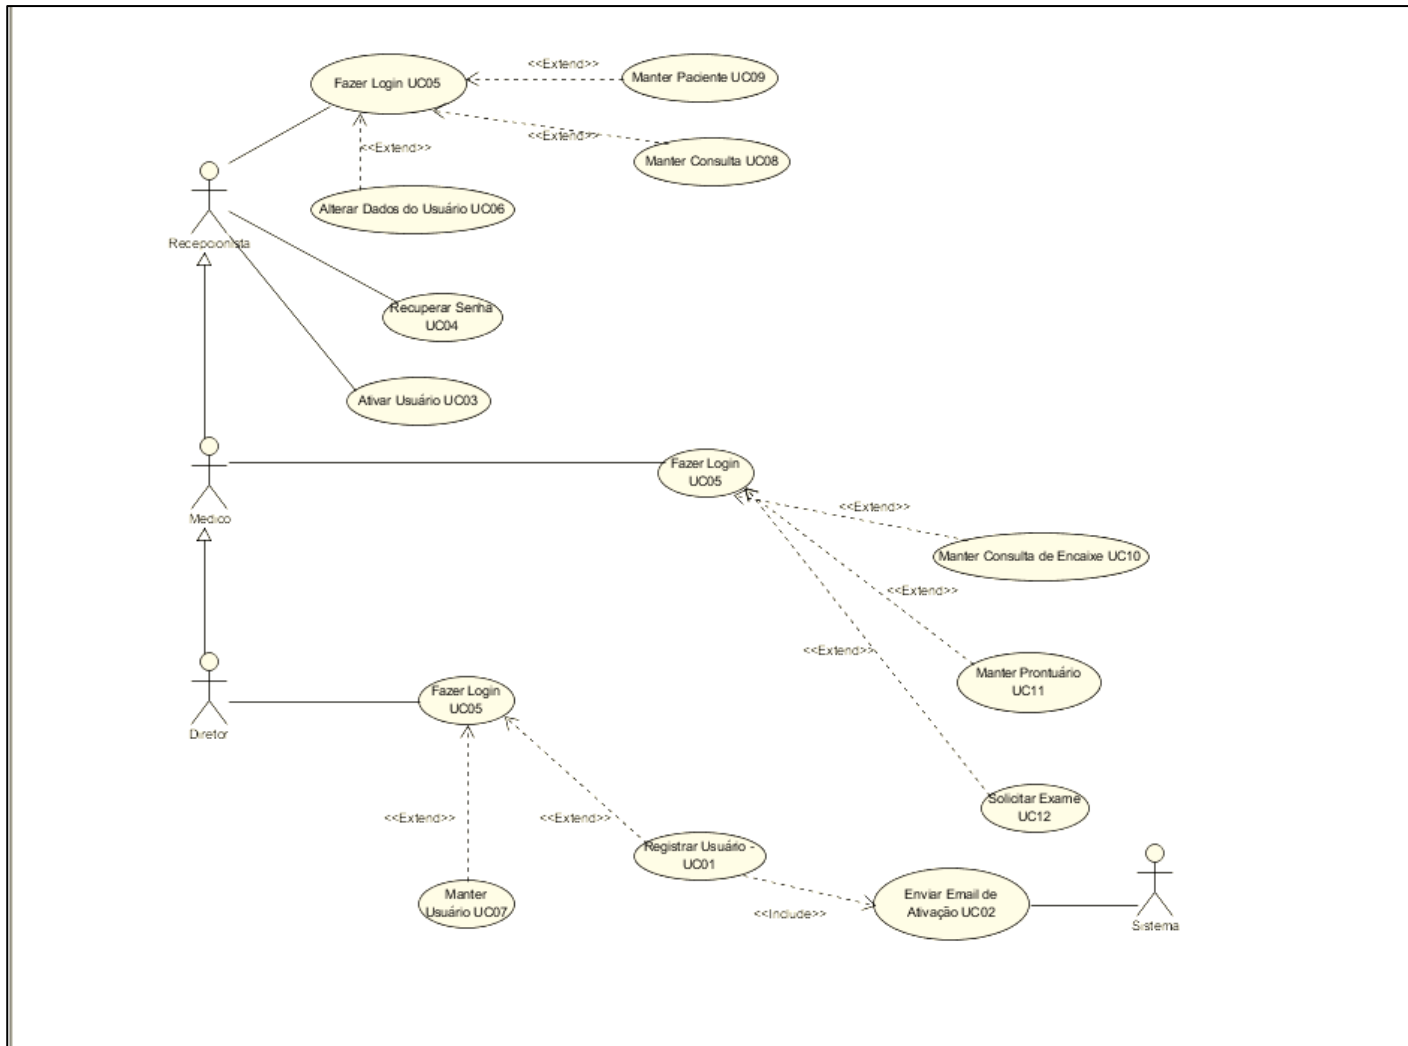 Fazer Login UC05
<<Extend>>
Manter Paciente UC09
<<Extend>>
Manter Consulta UC08
<<Extend>>
Alterar Dados do Usuário UC06
Recepcionista
Recuperar Senha
UC04
Ativar Usuário UC03
Medico
Fazer Login
UC05
<<Extend>>
Manter Consulta de Encaixe UC10
<<Extend>>
<<Extend>>
Manter Prontuário
UC11
Fazer Login
UC05
Diretor
Solicitar Exame
UC12
<<Extend>>
<<Extend>>
Registrar Usuário -
UC01
Manter
Usuário UC07
<<Include>>
Enviar Email de
Ativação UC02
Sistema